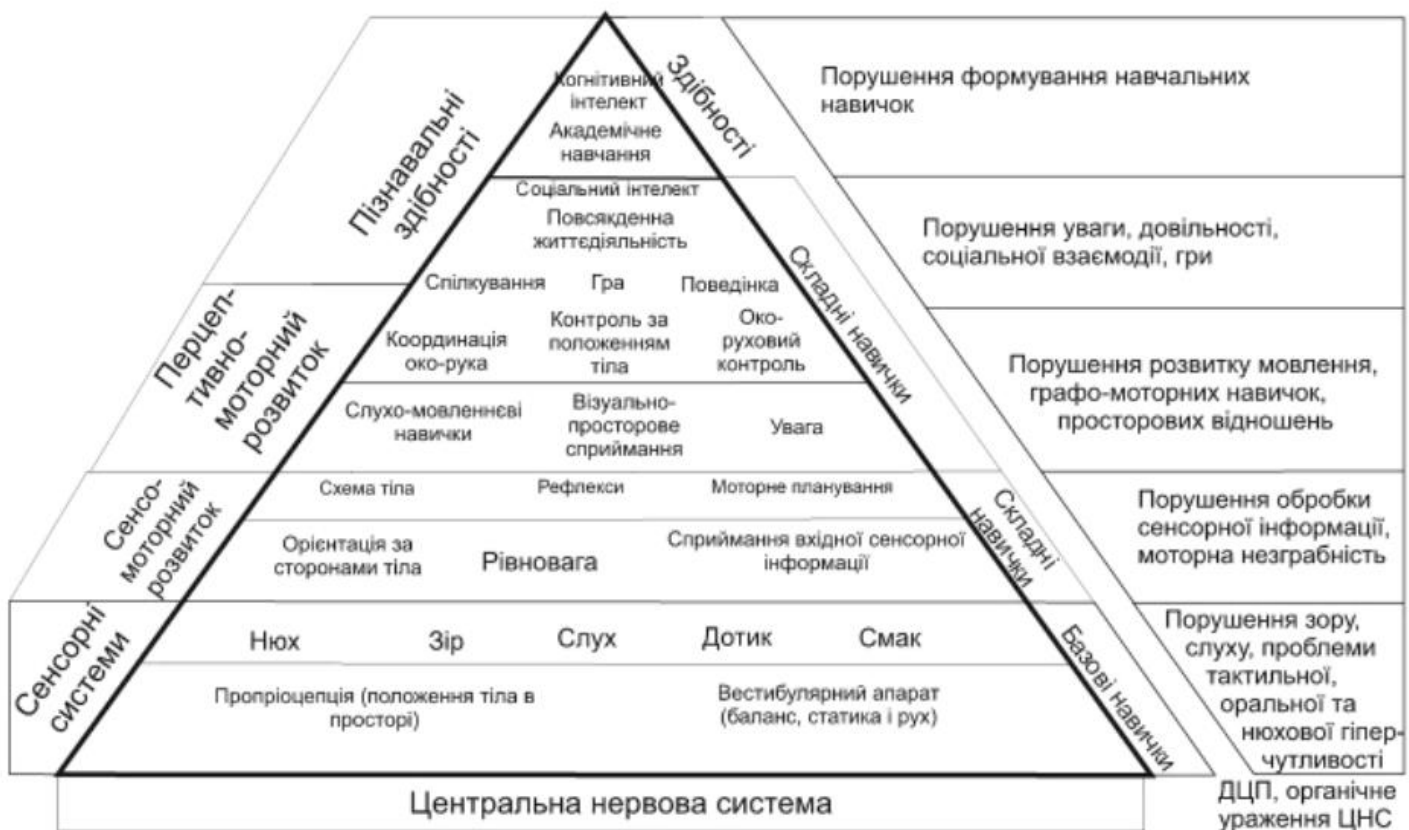 Пізнавальні
здібності
Перцеп-
тивно-
моторний
розвиток
Сенсо-
моторний
розвиток
Сенсорні
системи
Когнітивний
інтелект
Академічне
навчання
Соціальний інтелект
Повсякденна
життєдіяльність
Спілкування Гра Поведінка
Координація
око-рука
Контроль за
положенням
тіла
Око-
руховий
контроль
Слухо-мовленнєві
навички
Візуально-
просторове
сприймання
Увага
Схема тіла Рефлекси Моторне планування
Орієнтація за
сторонами тіла
Рівновага
Сприймання вхідної сенсорної
інформації
Нюх Зір Слух Дотик Смак
Пропріоцепція (положення тіла в
просторі)
Вестибулярний апарат
(баланс, статика і рух)
Центральна нервова система
Здібності
Складні навички
Складні
навички
Базові навички
Порушення формування навчальних
навичок
Порушення уваги, довільності,
соціальної взаємодії, гри
Порушення розвитку мовлення,
графо-моторних навичок,
просторових відношень
Порушення обробки
сенсорної інформації,
моторна незграбність
Порушення зору,
слуху, проблеми
тактильної,
оральної та
нюхової гіпер-
чутливості
ДЦП, органічне
ураження ЦНС